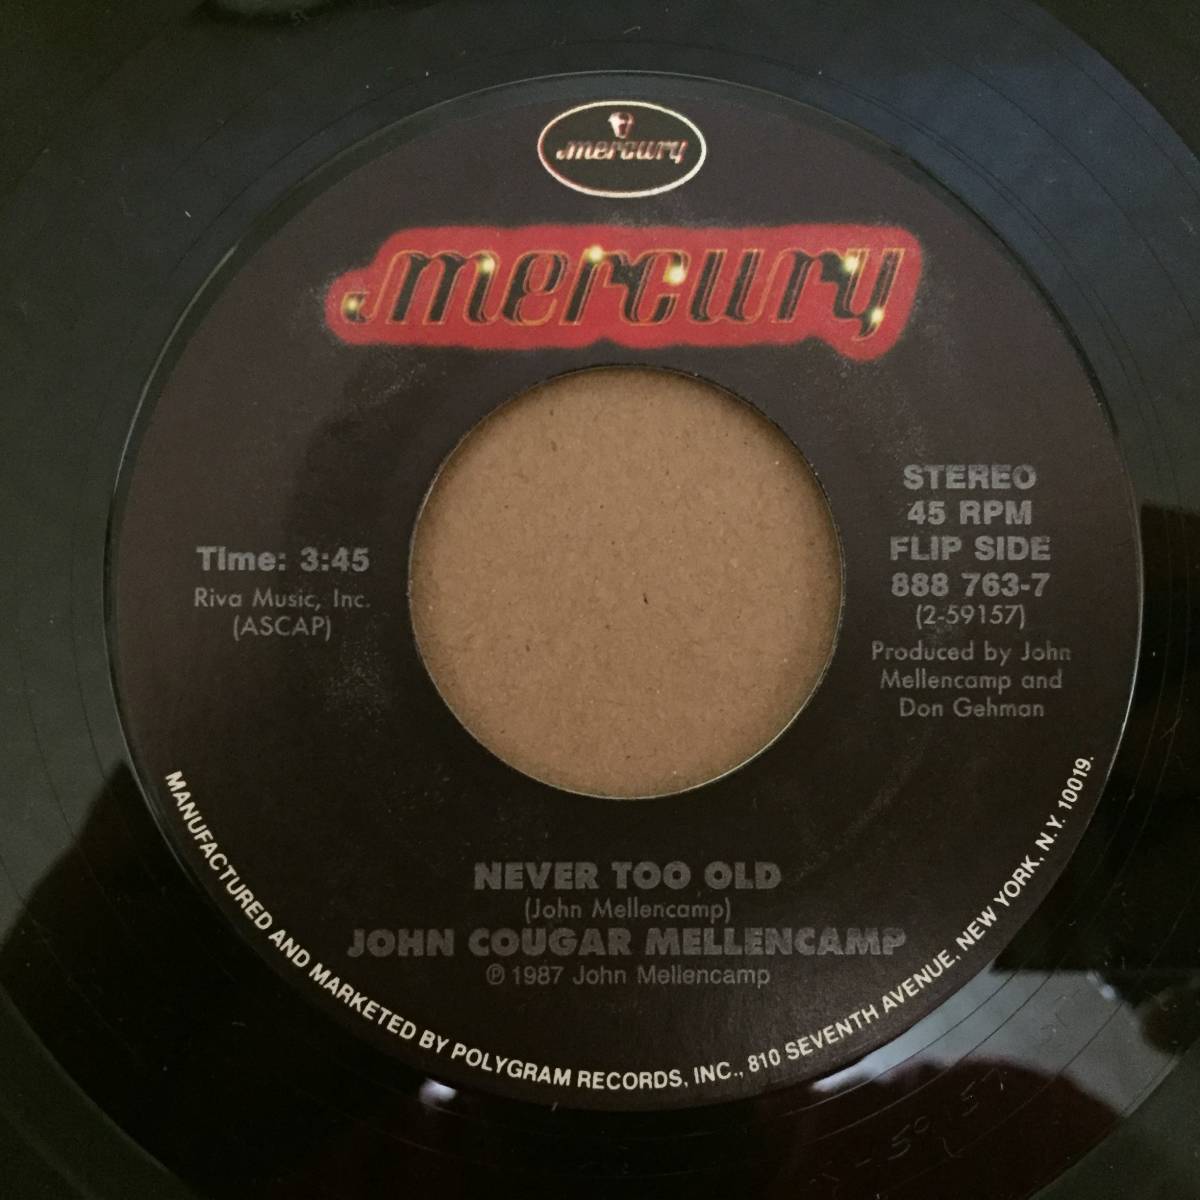 mercury
mercury
STEREO
45 RPM
FLIP SIDE
888 763-7
(2-59157)
Produced by John
Mellencamp and
Don Gehman
Time: 3:45
Riva Music, Inc.
(ASCAP)
NEVER TOO OLD
(John Mellencamp)
JOHN COUGAR MELLENCAMP
℗ 1987 John Mellencamp
MANUFACTURED AND MARKETED BY POLYGRAM RECORDS, INC., 810 SEVENTH AVENUE, NEW YORK, N.Y. 10019.